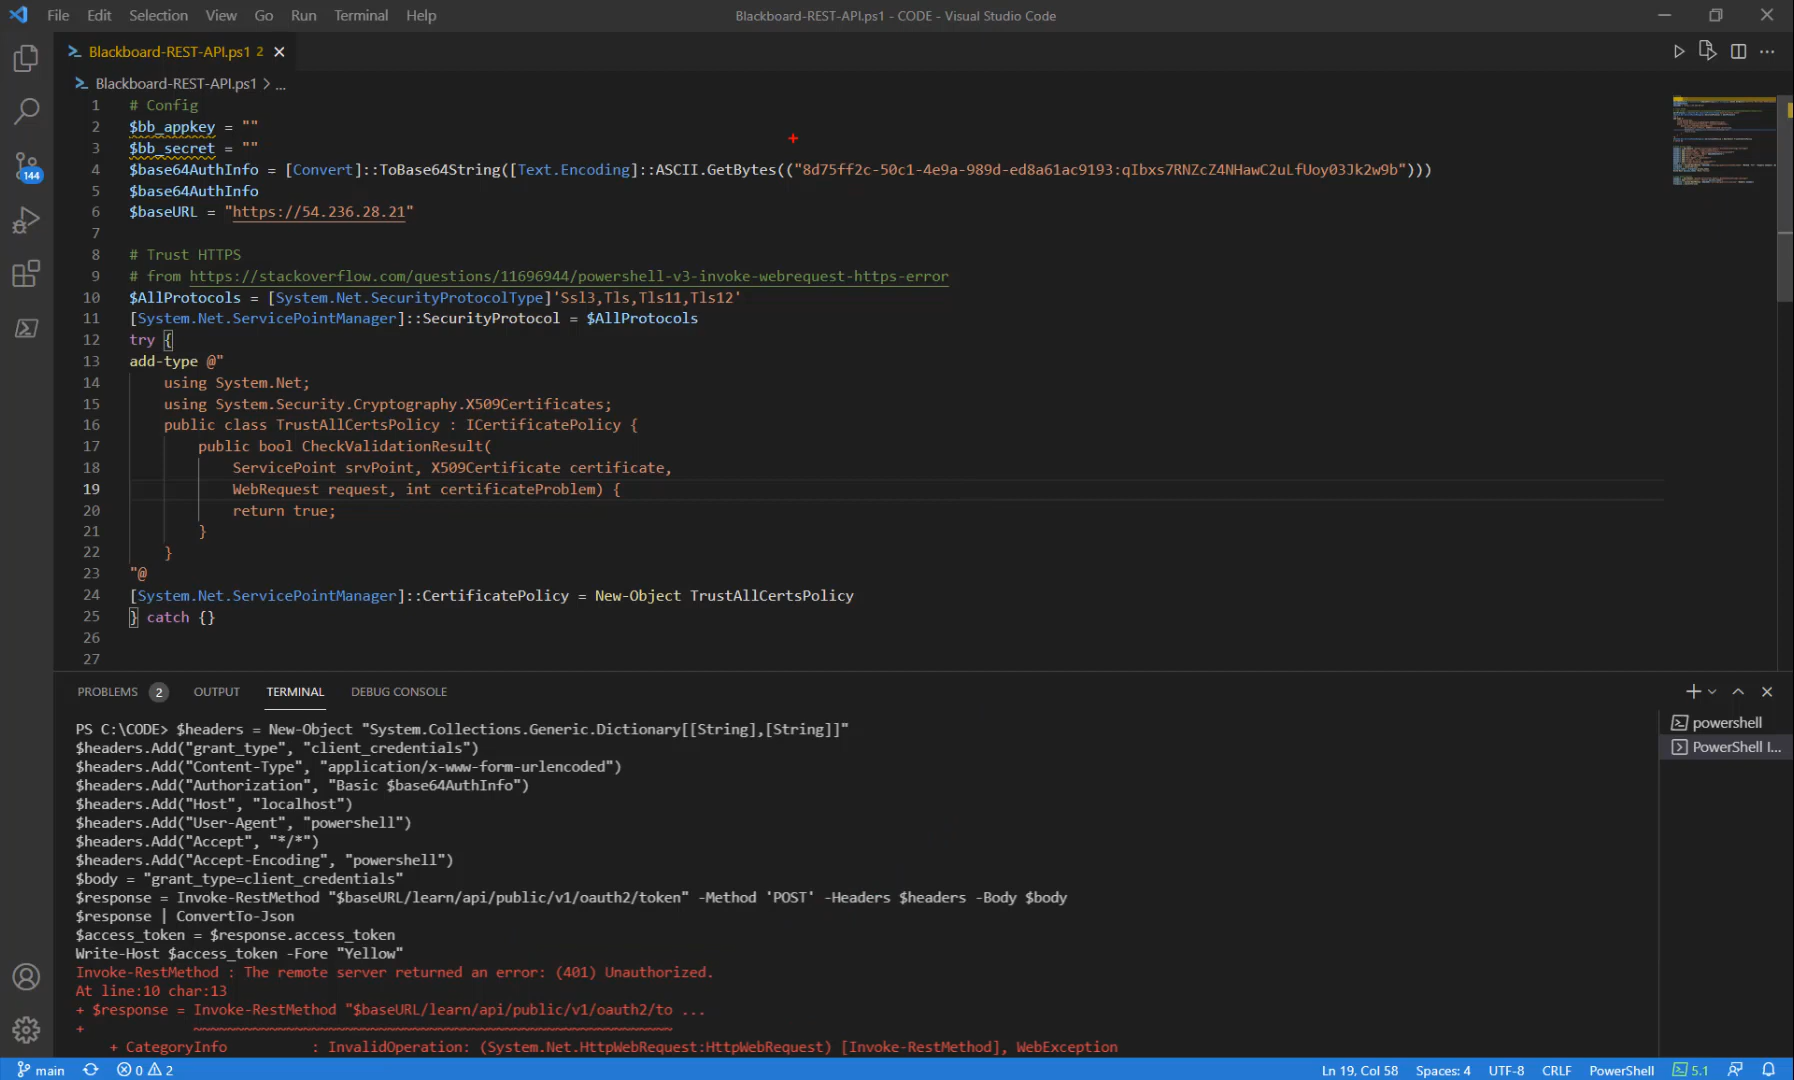 File Edit Selection View Go Run Terminal Help
Blackboard-REST-API.ps1 - CODE - Visual Studio Code
Blackboard-REST-API.ps1 2
Blackboard-REST-API.ps1 > ...
1 # Config
2 $bb_appkey = ""
3 $bb_secret = ""
4 $base64AuthInfo = [Convert]::ToBase64String([Text.Encoding]::ASCII.GetBytes(("8d75ff2c-50c1-4e9a-989d-ed8a61ac9193:qIbxs7RNZcZ4NHawC2uLfUoy03Jk2w9b")))
5 $base64AuthInfo
6 $baseURL = "https://54.236.28.21"
7
8 # Trust HTTPS
9 # from https://stackoverflow.com/questions/11696944/powershell-v3-invoke-webrequest-https-error
10 $AllProtocols = [System.Net.SecurityProtocolType]'Ssl3,Tls,Tls11,Tls12'
11 [System.Net.ServicePointManager]::SecurityProtocol = $AllProtocols
12 try {
13 add-type @"
14 using System.Net;
15 using System.Security.Cryptography.X509Certificates;
16 public class TrustAllCertsPolicy : ICertificatePolicy {
17 public bool CheckValidationResult(
18 ServicePoint srvPoint, X509Certificate certificate,
19 WebRequest request, int certificateProblem) {
20 return true;
21 }
22 }
23 "@
24 [System.Net.ServicePointManager]::CertificatePolicy = New-Object TrustAllCertsPolicy
25 } catch {}
26
27
144
PROBLEMS 2 OUTPUT TERMINAL DEBUG CONSOLE
powershell
PowerShell I...
PS C:\CODE> $headers = New-Object "System.Collections.Generic.Dictionary[[String],[String]]"
$headers.Add("grant_type", "client_credentials")
$headers.Add("Content-Type", "application/x-www-form-urlencoded")
$headers.Add("Authorization", "Basic $base64AuthInfo")
$headers.Add("Host", "localhost")
$headers.Add("User-Agent", "powershell")
$headers.Add("Accept", "*/*")
$headers.Add("Accept-Encoding", "powershell")
$body = "grant_type=client_credentials"
$response = Invoke-RestMethod "$baseURL/learn/api/public/v1/oauth2/token" -Method 'POST' -Headers $headers -Body $body
$response | ConvertTo-Json
$access_token = $response.access_token
Write-Host $access_token -Fore "Yellow"
Invoke-RestMethod : The remote server returned an error: (401) Unauthorized.
At line:10 char:13
+ $response = Invoke-RestMethod "$baseURL/learn/api/public/v1/oauth2/to ...
+ ~~~~~~~~~~~~~~~~~~~~~~~~~~~~~~~~~~~~~~~~~~~~~~~~~~~~~~~~~
+ CategoryInfo : InvalidOperation: (System.Net.HttpWebRequest:HttpWebRequest) [Invoke-RestMethod], WebException
main 0 2 Ln 19, Col 58 Spaces: 4 UTF-8 CRLF PowerShell 5.1